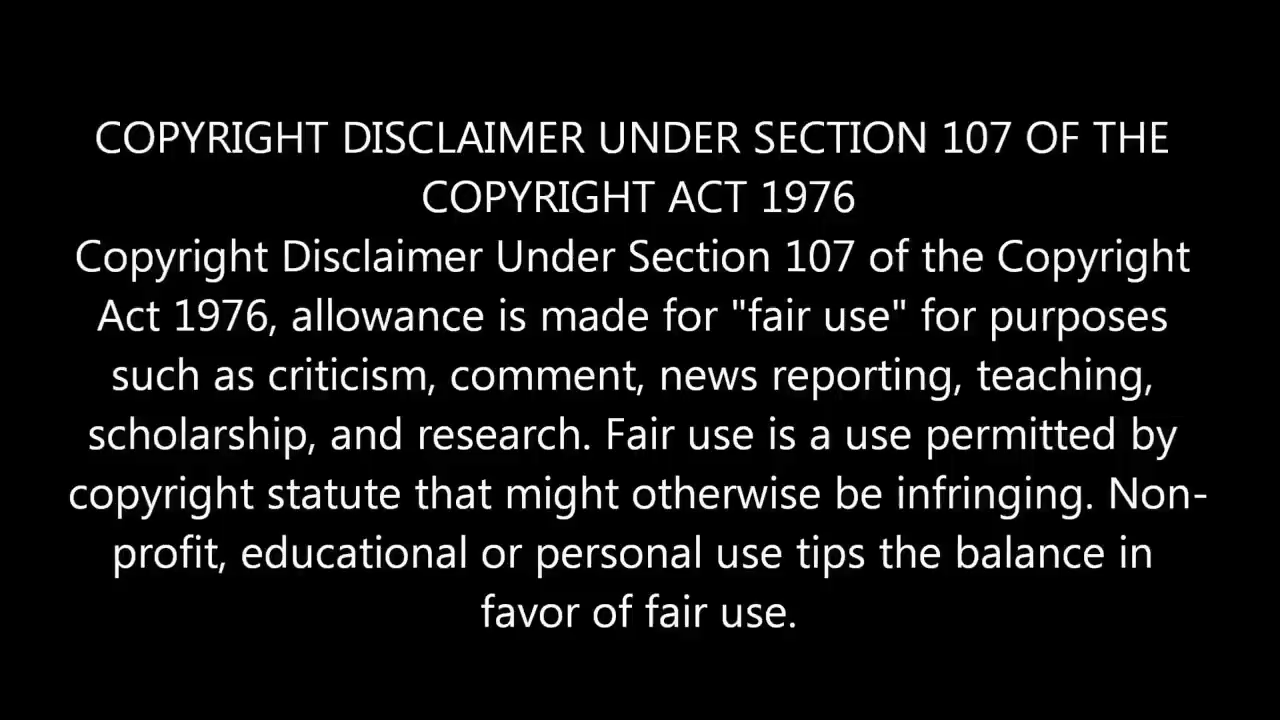 COPYRIGHT DISCLAIMER UNDER SECTION 107 OF THE
COPYRIGHT ACT 1976
Copyright Disclaimer Under Section 107 of the Copyright
Act 1976, allowance is made for "fair use" for purposes
such as criticism, comment, news reporting, teaching,
scholarship, and research. Fair use is a use permitted by
copyright statute that might otherwise be infringing. Non-
profit, educational or personal use tips the balance in
favor of fair use.